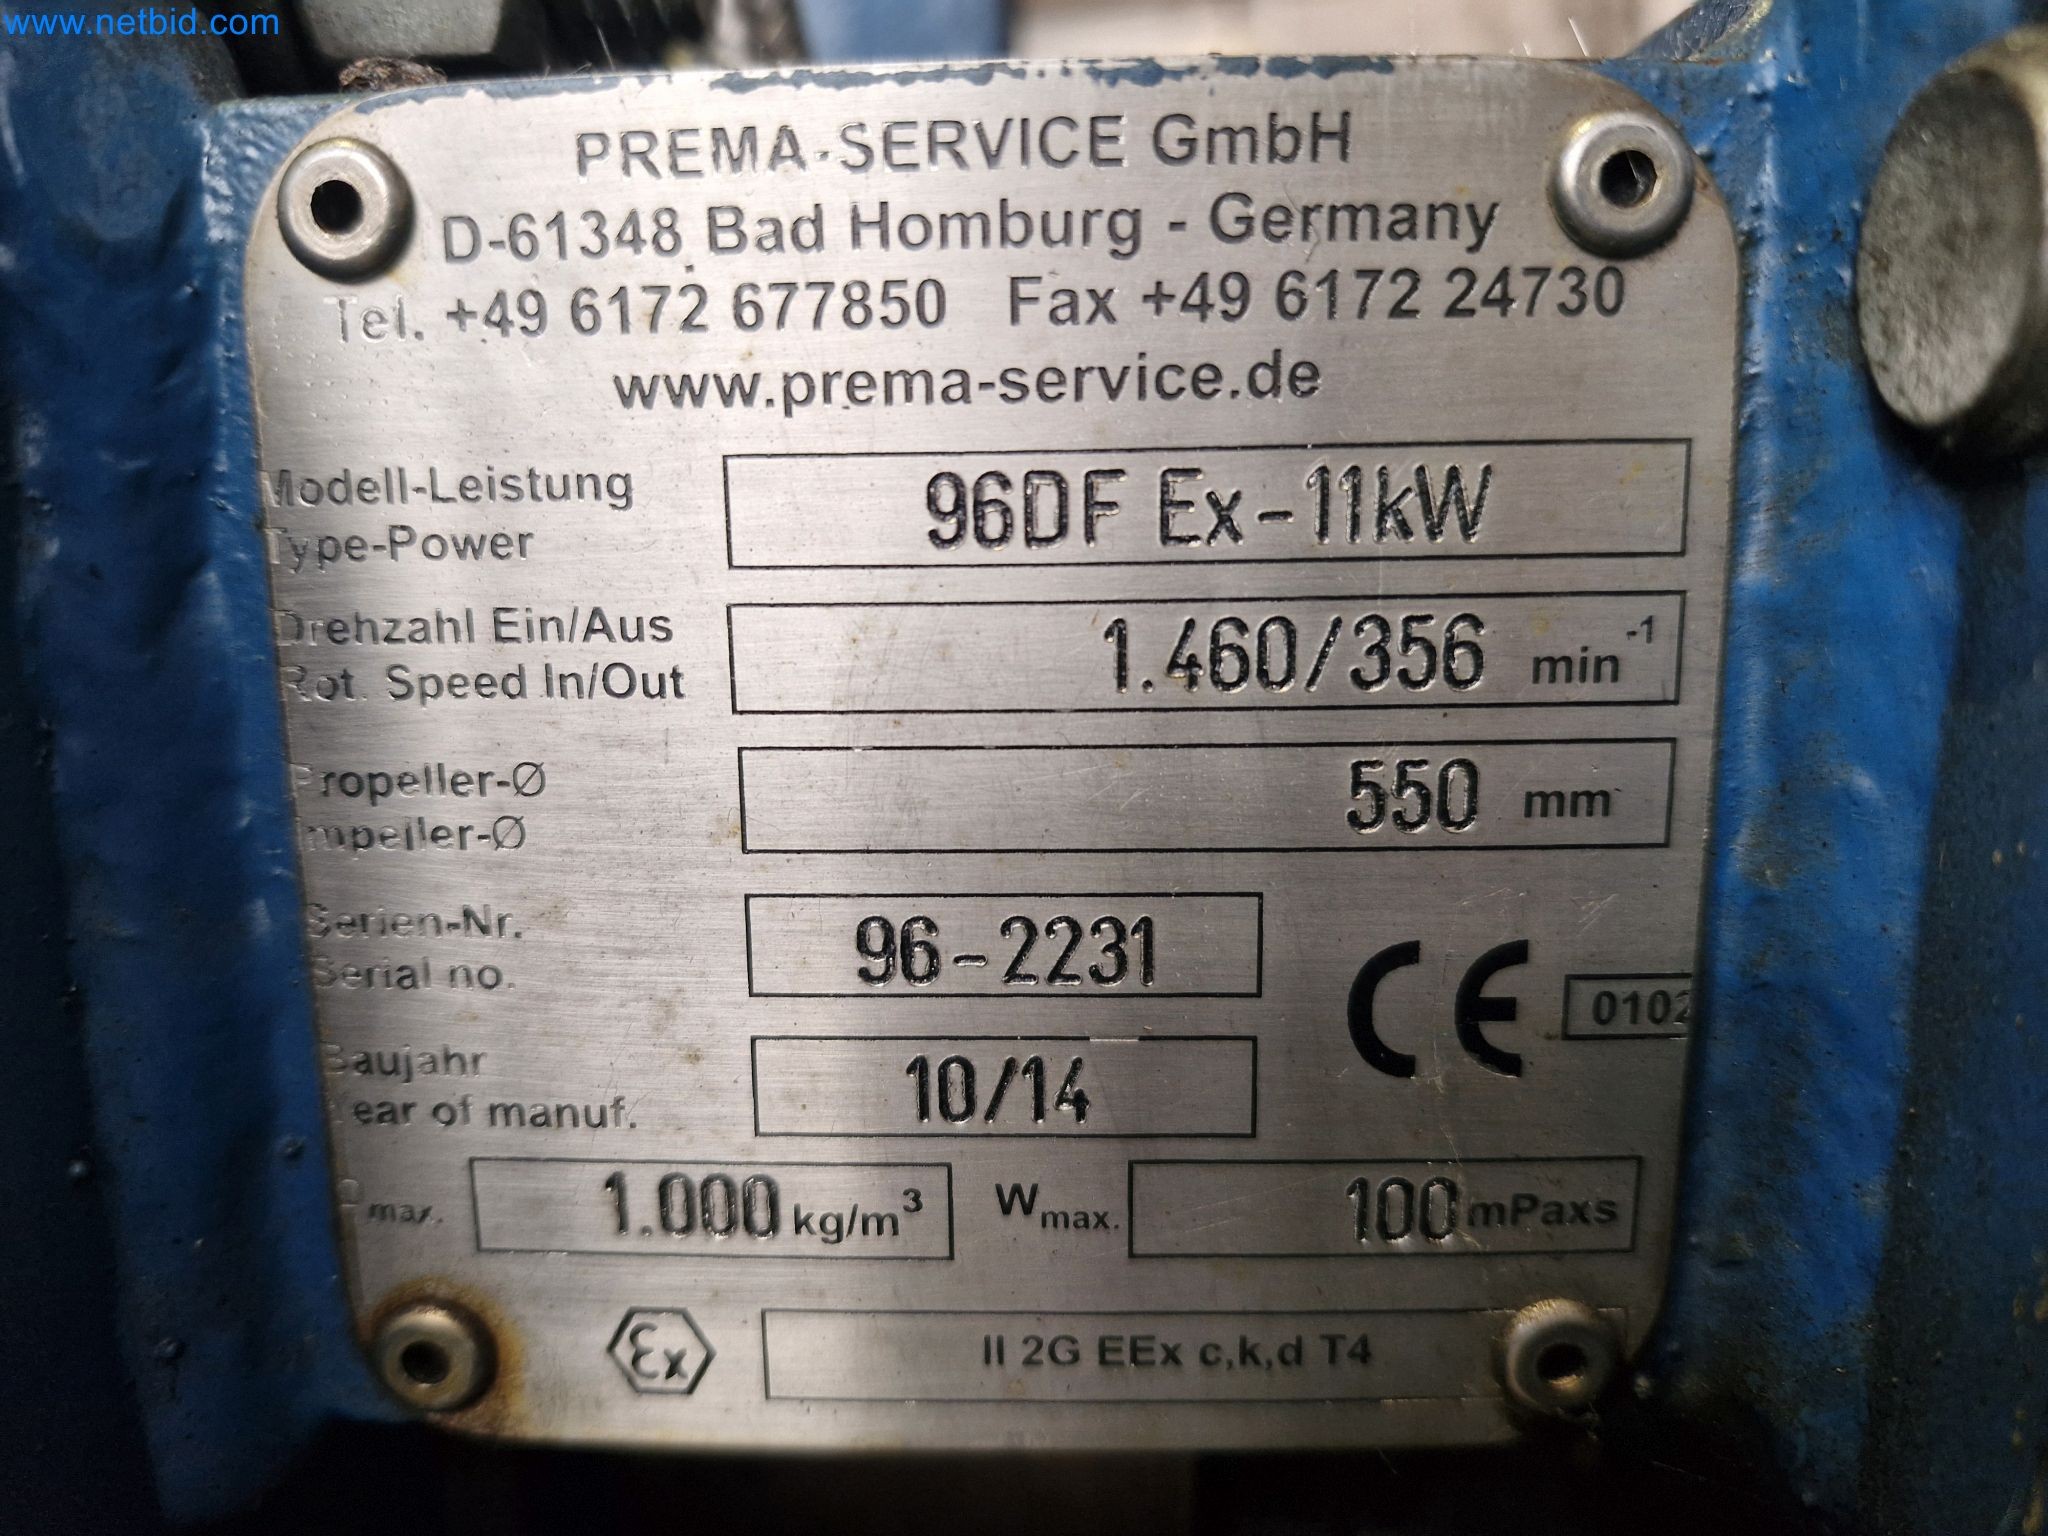 www.netbid.com
PREMA-SERVICE GmbH
D-61348 Bad Homburg - Germany
Tel. +49 6172 677850 Fax +49 6172 24730
www.prema-service.de
Modell-Leistung
Type-Power
96DF Ex-11kW
Drehzahl Ein/Aus
Rot. Speed In/Out
1.460/356 min-1
Propeller-Ø
Impeller-Ø
550 mm
Serien-Nr.
Serial no.
96-2231
CE 0102
Baujahr
Year of manuf.
10/14
max. 1.000 kg/m³ Wmax. 100 mPaxs
Ex II 2G EEx c,k,d T4